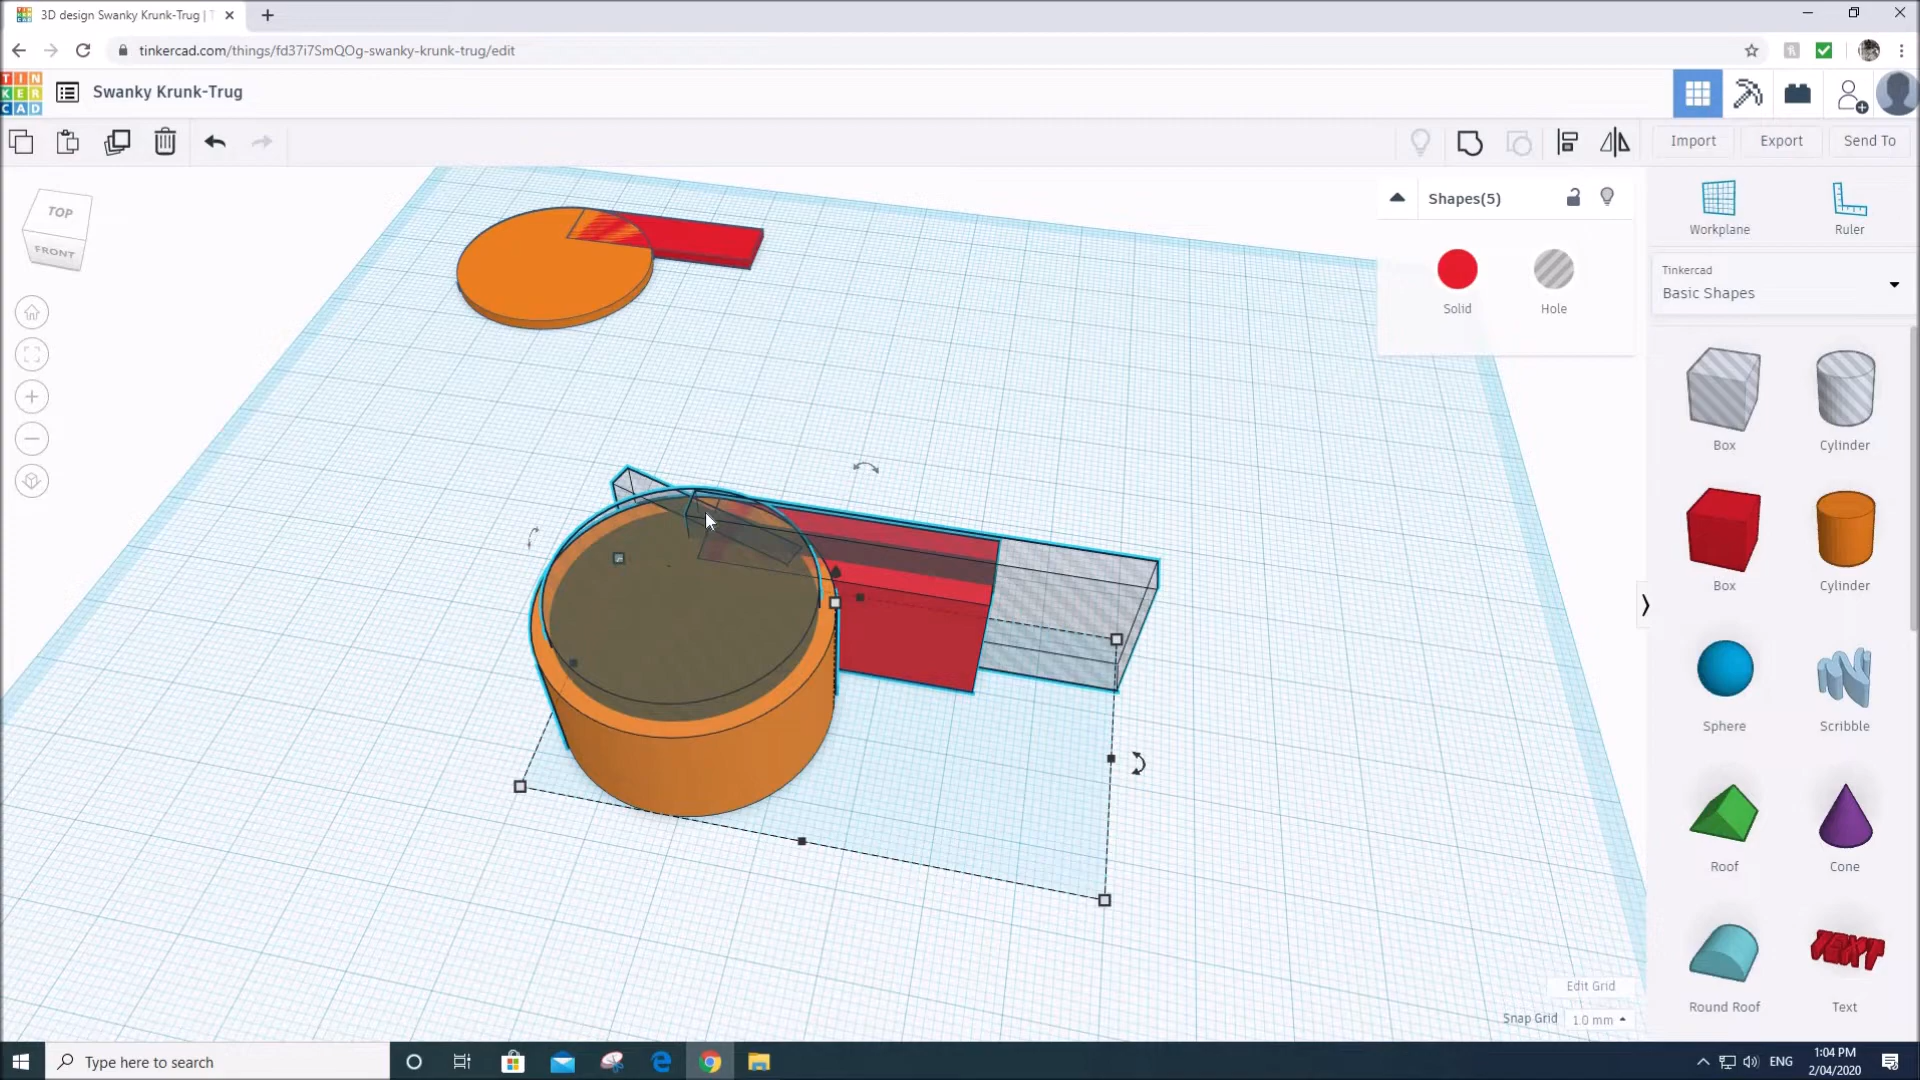 3D design Swanky Krunk-Trug | T
tinkercad.com/things/fd37i7SmQOg-swanky-krunk-trug/edit
TIN
KER
CAD
Swanky Krunk-Trug
Import
Export
Send To
TOP
FRONT
Shapes(5)
Solid
Hole
Workplane
Ruler
Tinkercad
Basic Shapes
Box
Cylinder
Box
Cylinder
Sphere
Scribble
Roof
Cone
TEXT
Round Roof
Text
Edit Grid
Snap Grid
1.0 mm
Type here to search
ENG
1:04 PM
2/04/2020